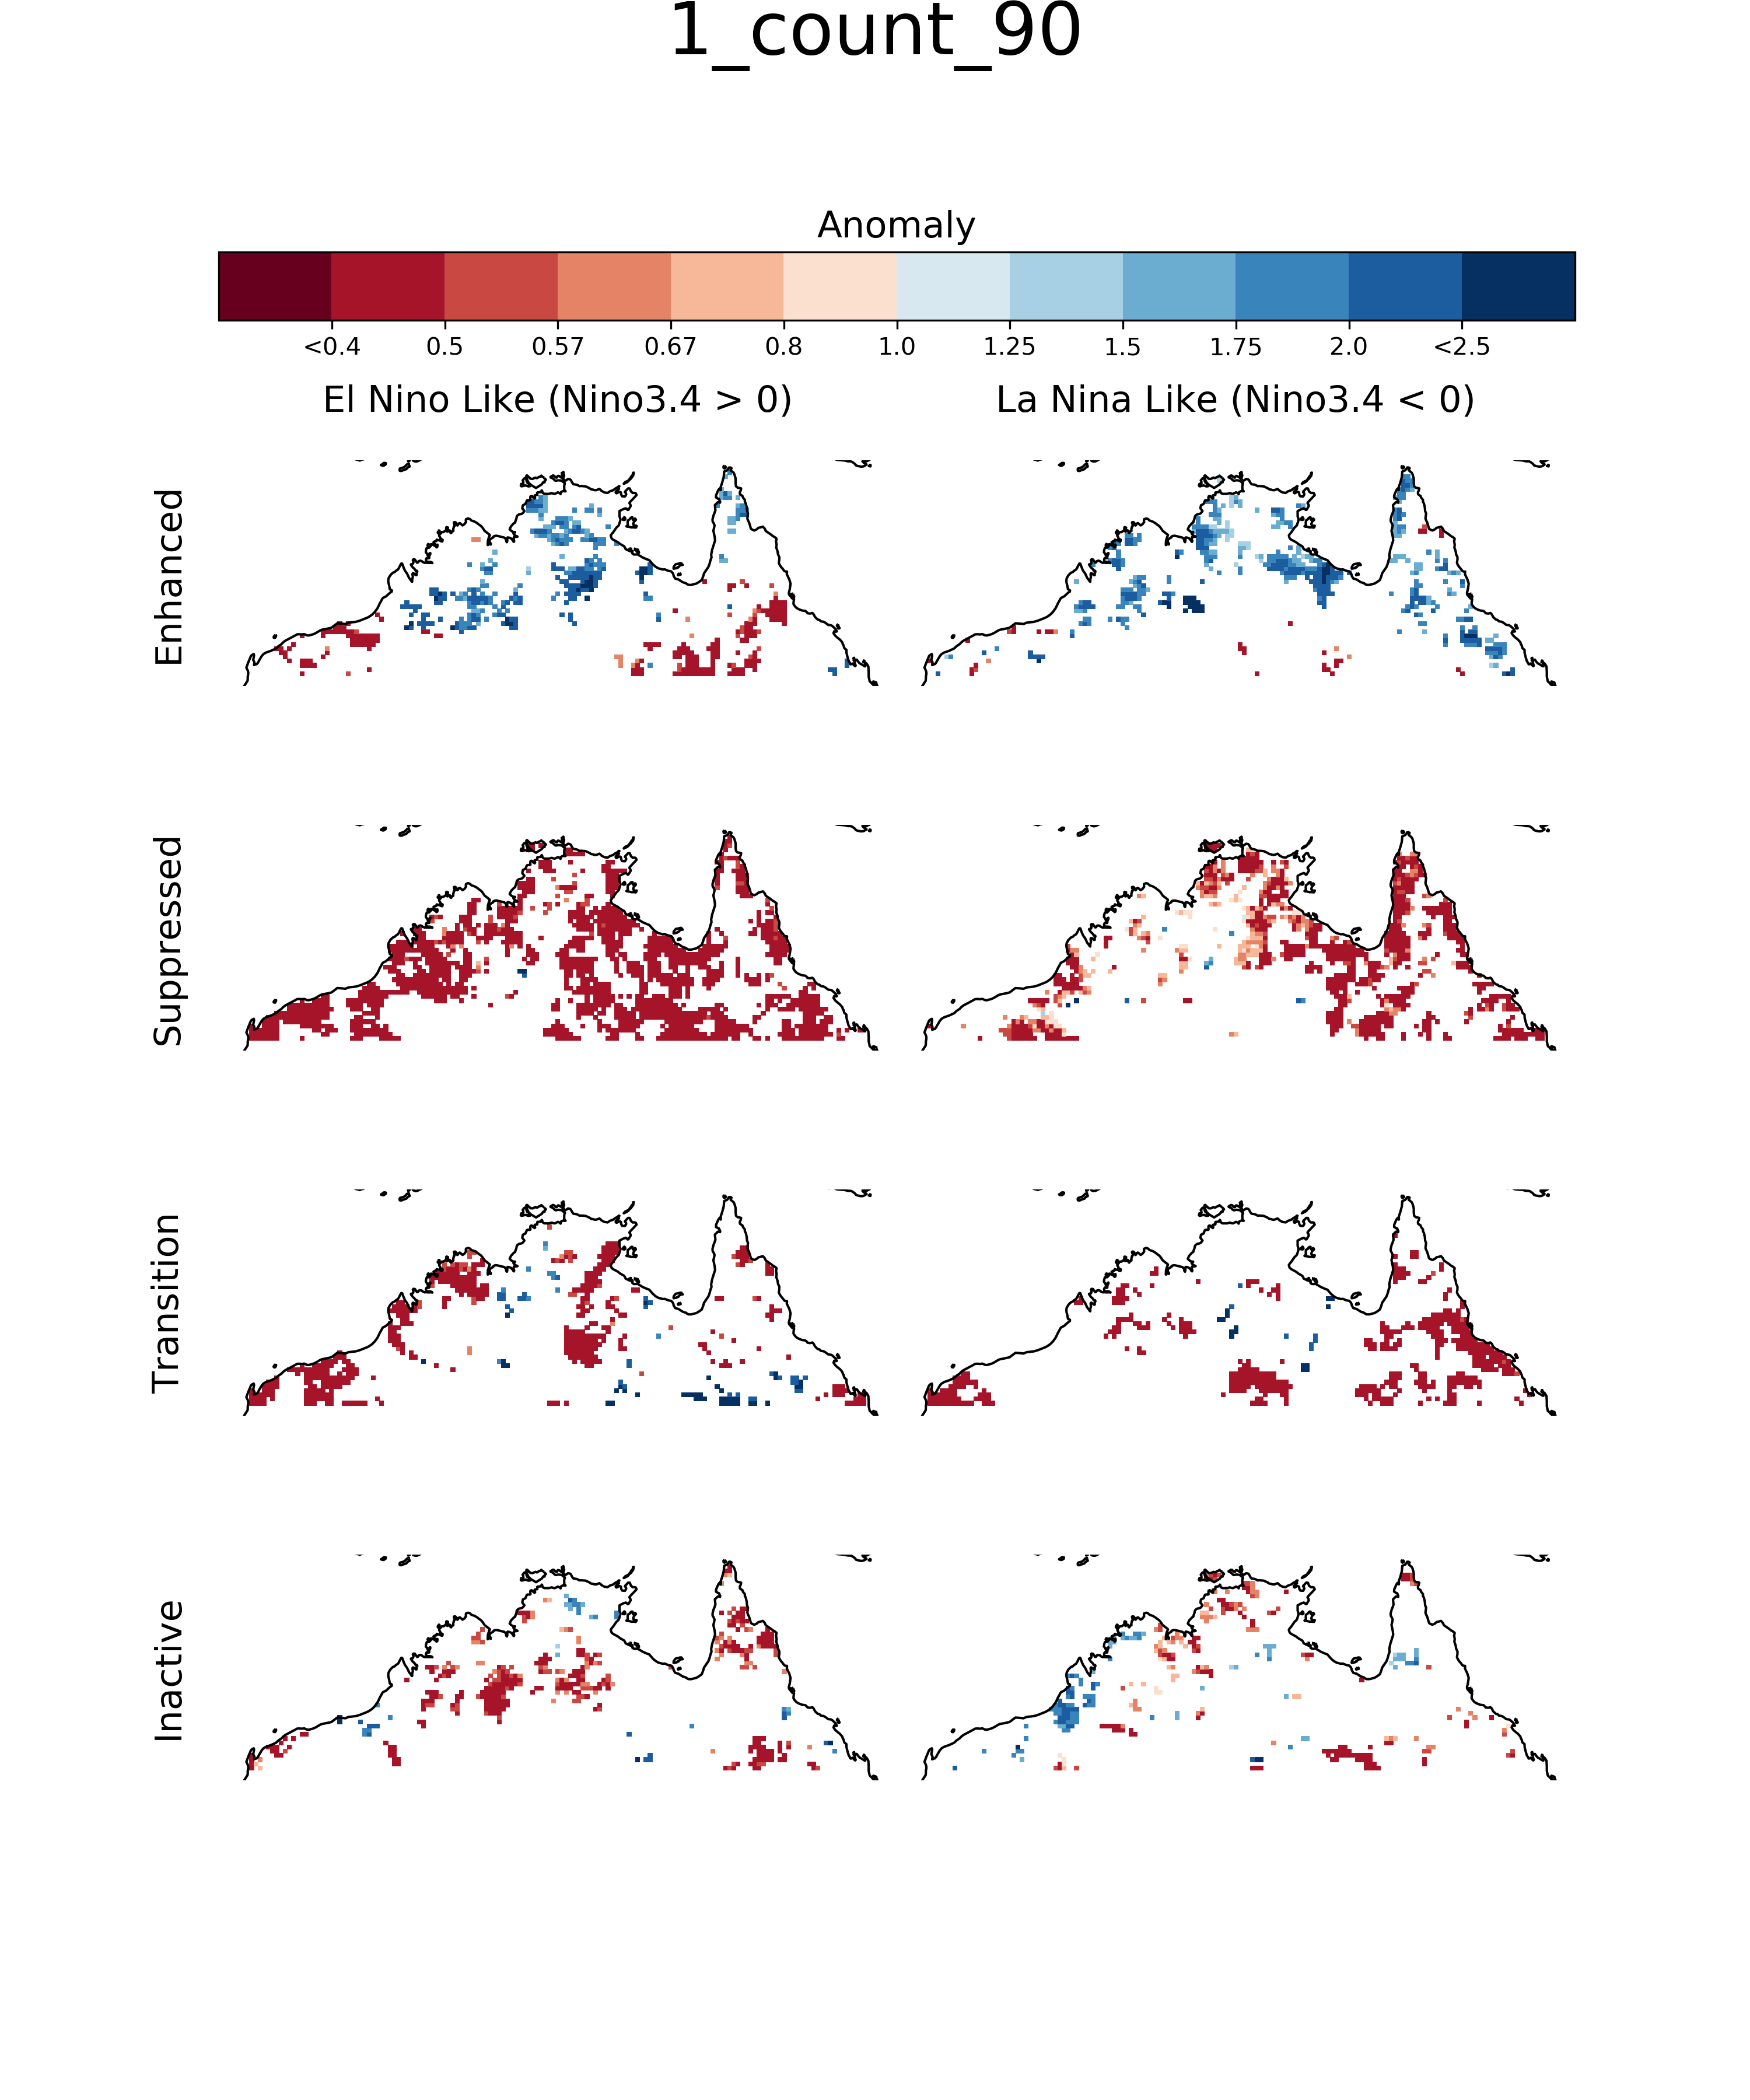 1_count_90
Anomaly
<0.4 0.5 0.57 0.67 0.8 1.0 1.25 1.5 1.75 2.0 <2.5
El Nino Like (Nino3.4 > 0) La Nina Like (Nino3.4 < 0)
Enhanced
Suppressed
Transition
Inactive